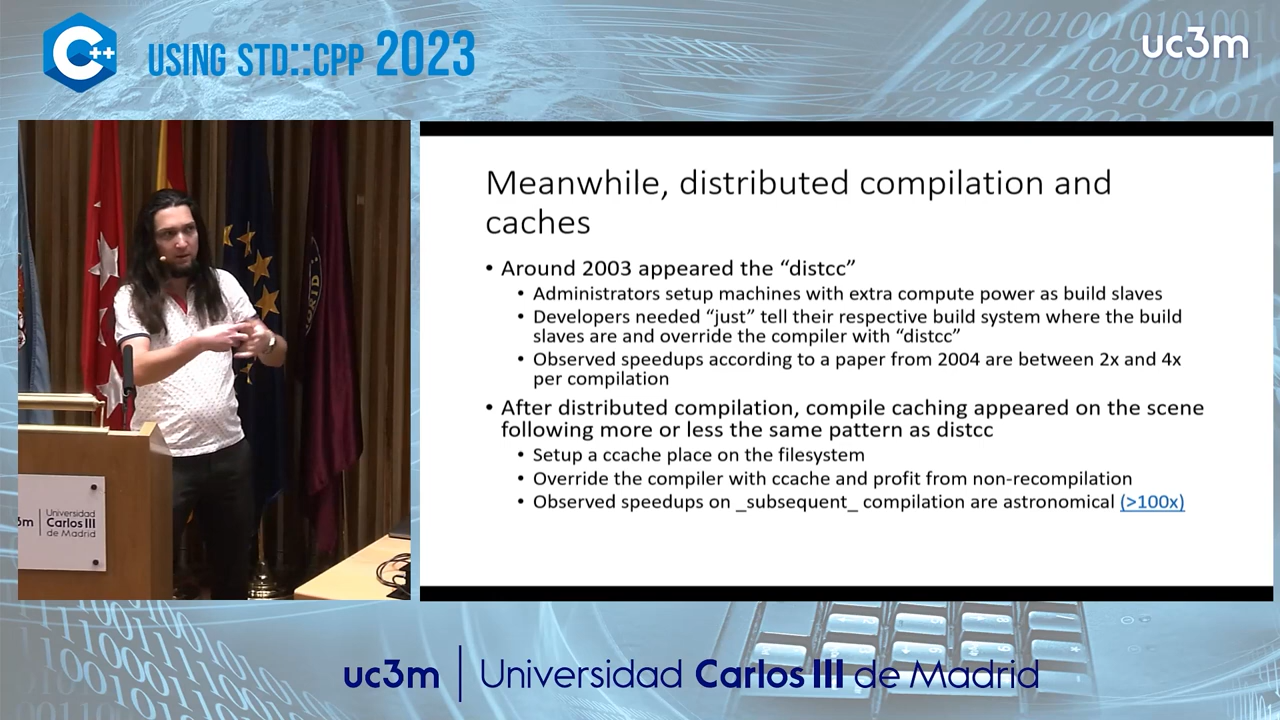 C++
USING STD::CPP 2023
uc3m
Meanwhile, distributed compilation and
caches
• Around 2003 appeared the “distcc”
• Administrators setup machines with extra compute power as build slaves
• Developers needed “just” tell their respective build system where the build
slaves are and override the compiler with “distcc”
• Observed speedups according to a paper from 2004 are between 2x and 4x
per compilation
• After distributed compilation, compile caching appeared on the scene
following more or less the same pattern as distcc
• Setup a ccache place on the filesystem
• Override the compiler with ccache and profit from non-recompilation
• Observed speedups on _subsequent_ compilation are astronomical (>100x)
3m
Universidad
Carlos III
de Madrid
uc3m | Universidad Carlos III de Madrid